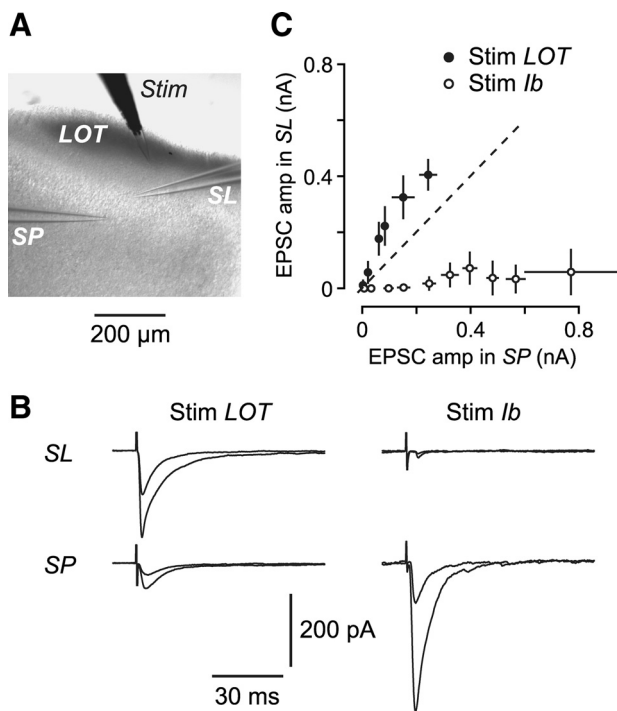 A
Stim
LOT
SL
SP
200 µm
C
Stim LOT
Stim Ib
EPSC amp in SL (nA)
0.8
0.4
0
0 0.4 0.8
EPSC amp in SP (nA)
B
Stim LOT Stim Ib
SL
SP
200 pA
30 ms